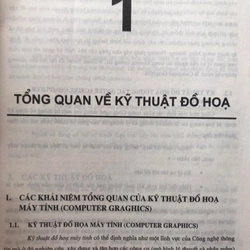 1
TỔNG QUAN VỀ KỸ THUẬT ĐỒ HOẠ
1. CÁC KHÁI NIỆM TỔNG QUAN CỦA KỸ THUẬT ĐỒ HOẠ
MÁY TÍNH (COMPUTER GRAGHICS)
1.1. KỸ THUẬT ĐỒ HOẠ MÁY TÍNH (COMPUTER GRAPHICS)
Kỹ thuật đồ hoạ máy tính có thể định nghĩa như một lĩnh vực của Công nghệ thông